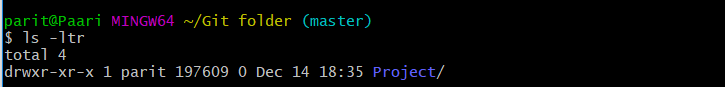 parit@Paari MINGW64 ~/Git folder (master)
$ ls -ltr
total 4
drwxr-xr-x 1 parit 197609 0 Dec 14 18:35 Project/